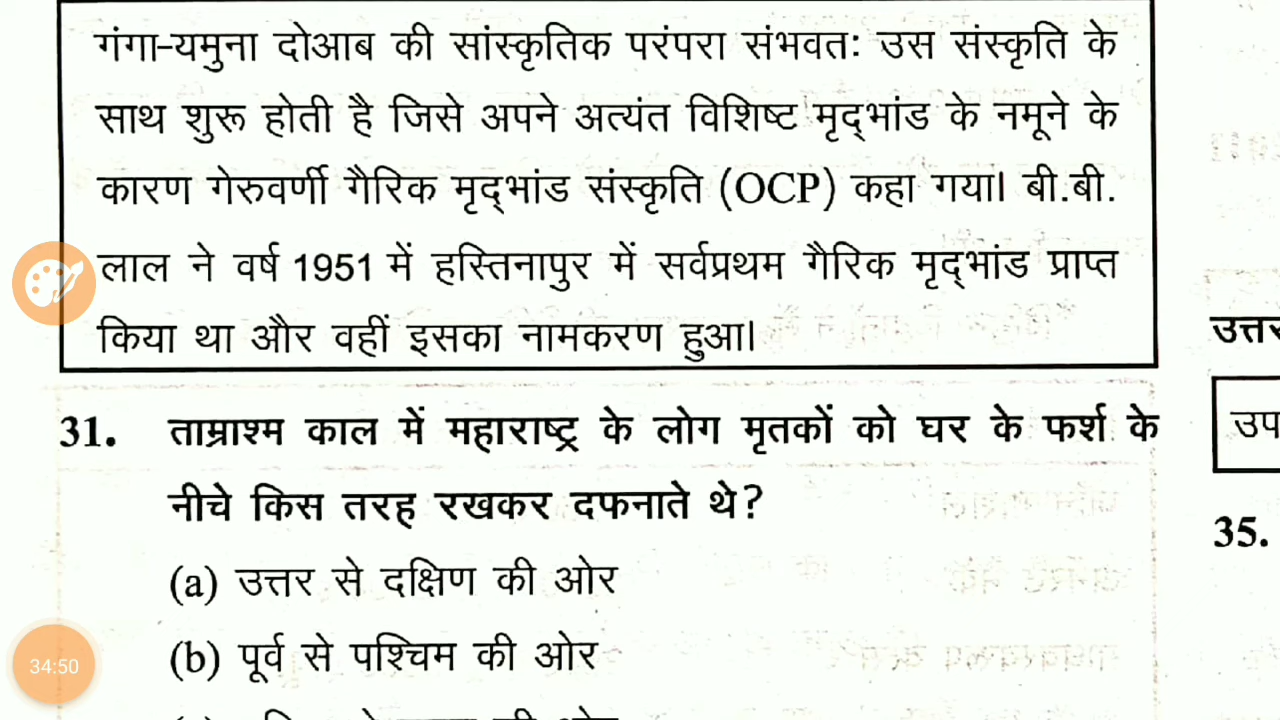 गंगा-यमुना दोआब की सांस्कृतिक परंपरा संभवत: उस संस्कृति के
साथ शुरू होती है जिसे अपने अत्यंत विशिष्ट मृद्‌भांड के नमूने के
कारण गेरुवर्णी गैरिक मृद्‌भांड संस्कृति (OCP) कहा गया। बी.बी.
लाल ने वर्ष 1951 में हस्तिनापुर में सर्वप्रथम गैरिक मृद्‌भांड प्राप्त
किया था और वहीं इसका नामकरण हुआ।
31. ताम्राश्म काल में महाराष्ट्र के लोग मृतकों को घर के फर्श के
नीचे किस तरह रखकर दफनाते थे?
(a) उत्तर से दक्षिण की ओर
(b) पूर्व से पश्चिम की ओर
34:50
उत्तर
उप
35.